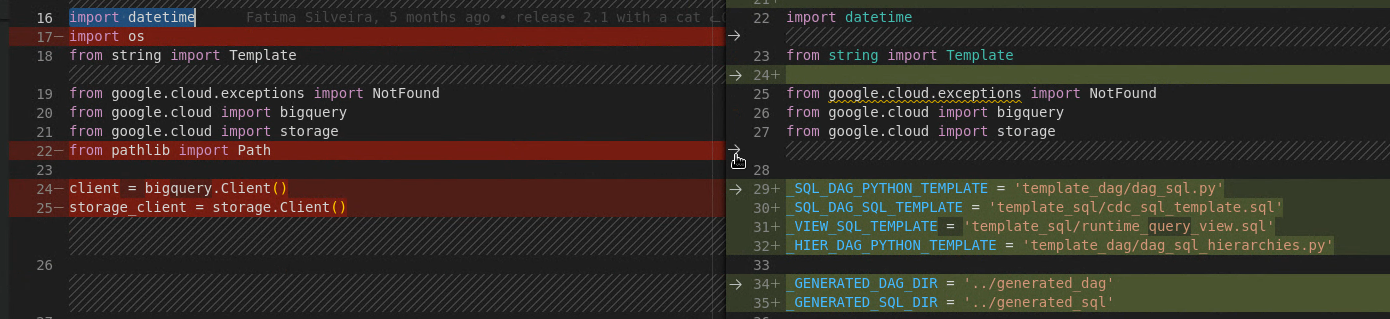 21+
16 import datetime Fatima Silveira, 5 months ago • release 2.1 with a cat
17— import os
18 from string import Template
19 from google.cloud.exceptions import NotFound
20 from google.cloud import bigquery
21 from google.cloud import storage
22— from pathlib import Path
23
24— client = bigquery.Client()
25— storage_client = storage.Client()
26
22 import datetime
23 from string import Template
24+
25 from google.cloud.exceptions import NotFound
26 from google.cloud import bigquery
27 from google.cloud import storage
28
29+ _SQL_DAG_PYTHON_TEMPLATE = 'template_dag/dag_sql.py'
30+ _SQL_DAG_SQL_TEMPLATE = 'template_sql/cdc_sql_template.sql'
31+ _VIEW_SQL_TEMPLATE = 'template_sql/runtime_query_view.sql'
32+ _HIER_DAG_PYTHON_TEMPLATE = 'template_dag/dag_sql_hierarchies.py'
33
34+ _GENERATED_DAG_DIR = '../generated_dag'
35+ _GENERATED_SQL_DIR = '../generated_sql'